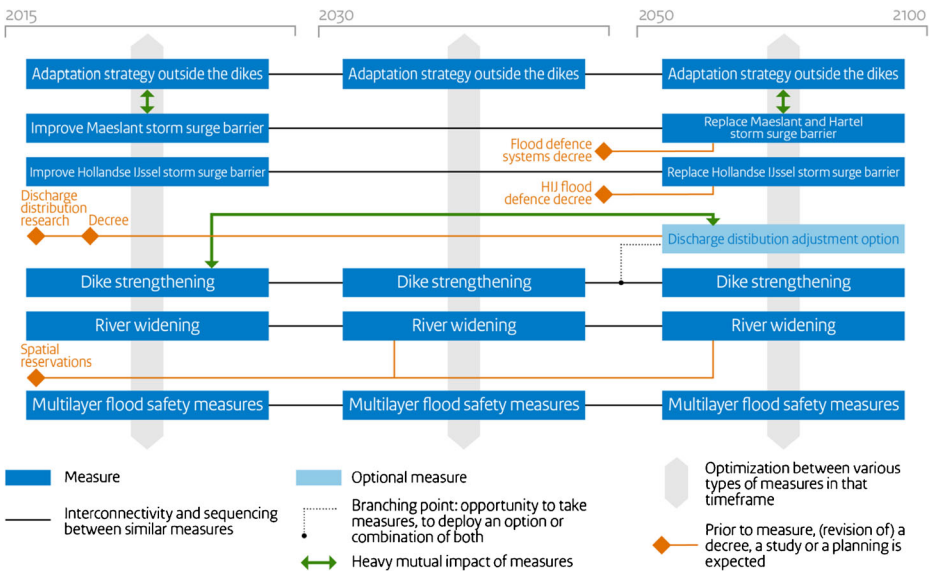 2015
2030
2050
2100
Adaptation strategy outside the dikes
Adaptation strategy outside the dikes
Adaptation strategy outside the dikes
Improve Maeslant storm surge barrier
Replace Maeslant and Hartel
storm surge barrier
Flood defence
systems decree
Improve Hollandse IJssel storm surge barrier
Replace Hollandse IJssel storm surge barrier
HIJ flood
defence decree
Discharge
distribution
research
Decree
Discharge distibution adjustment option
Dike strengthening
Dike strengthening
Dike strengthening
River widening
River widening
River widening
Spatial
reservations
Multilayer flood safety measures
Multilayer flood safety measures
Multilayer flood safety measures
Measure
Interconnectivity and sequencing
between similar measures
Optional measure
Branching point: opportunity to take
measures, to deploy an option or
combination of both
Heavy mutual impact of measures
Optimization between various
types of measures in that
timeframe
Prior to measure, (revision of) a
decree, a study or a planning is
expected